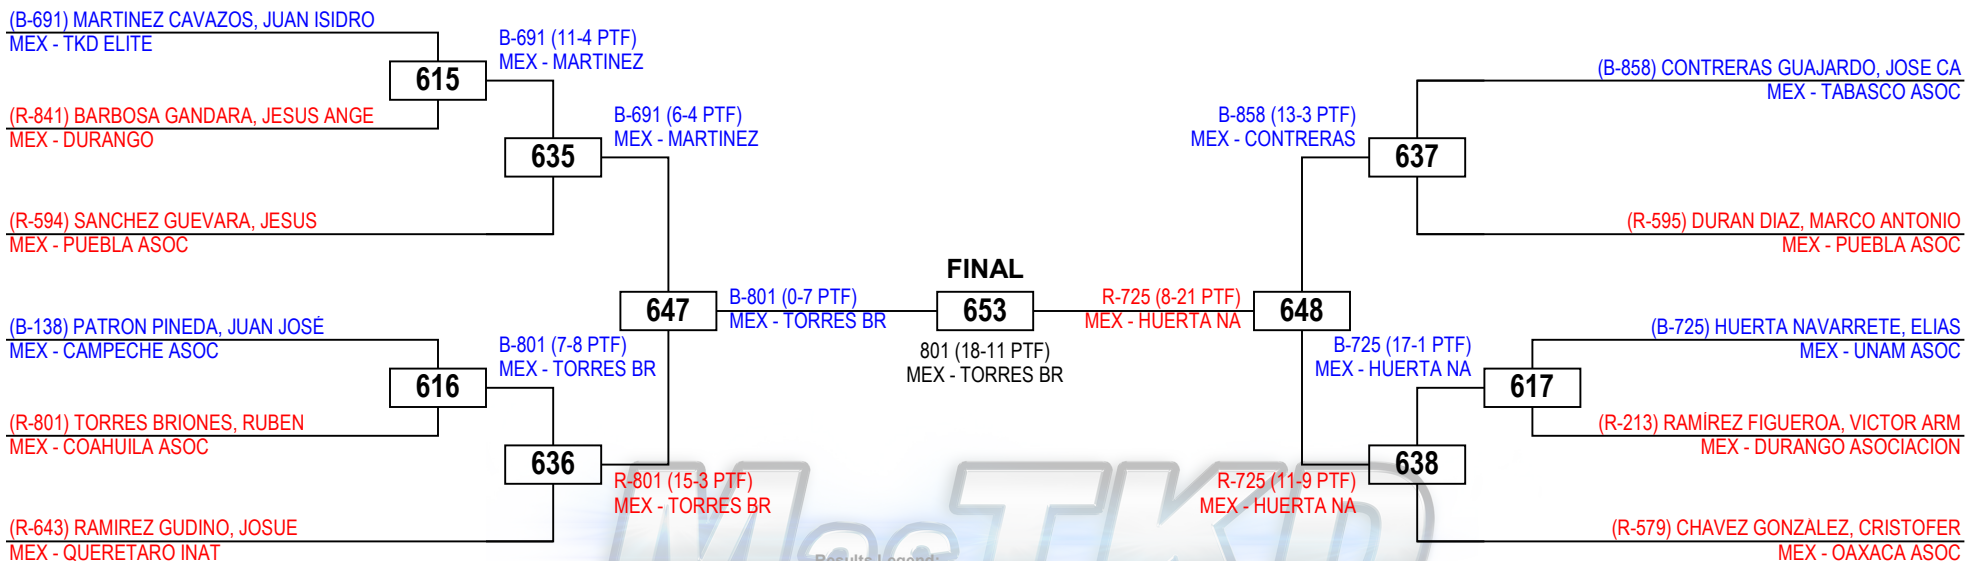 (B-691) MARTINEZ CAVAZOS, JUAN ISIDRO
MEX - TKD ELITE
B-691 (11-4 PTF)
MEX - MARTINEZ
615
(R-841) BARBOSA GANDARA, JESUS ANGE
MEX - DURANGO
B-691 (6-4 PTF)
MEX - MARTINEZ
635
(R-594) SANCHEZ GUEVARA, JESUS
MEX - PUEBLA ASOC
647
B-801 (0-7 PTF)
MEX - TORRES BR
(B-138) PATRON PINEDA, JUAN JOSÉ
MEX - CAMPECHE ASOC
B-801 (7-8 PTF)
MEX - TORRES BR
616
(R-801) TORRES BRIONES, RUBEN
MEX - COAHUILA ASOC
636
R-801 (15-3 PTF)
MEX - TORRES BR
(R-643) RAMIREZ GUDINO, JOSUE
MEX - QUERETARO INAT
FINAL
653
801 (18-11 PTF)
MEX - TORRES BR
(B-858) CONTRERAS GUAJARDO, JOSE CA
MEX - TABASCO ASOC
B-858 (13-3 PTF)
MEX - CONTRERAS
637
(R-595) DURAN DIAZ, MARCO ANTONIO
MEX - PUEBLA ASOC
R-725 (8-21 PTF)
MEX - HUERTA NA
648
(B-725) HUERTA NAVARRETE, ELIAS
MEX - UNAM ASOC
B-725 (17-1 PTF)
MEX - HUERTA NA
617
(R-213) RAMÍREZ FIGUEROA, VICTOR ARM
MEX - DURANGO ASOCIACION
638
R-725 (11-9 PTF)
MEX - HUERTA NA
(R-579) CHAVEZ GONZÁLEZ, CRISTOFER
MEX - OAXACA ASOC
MasTKD
Results Legend: